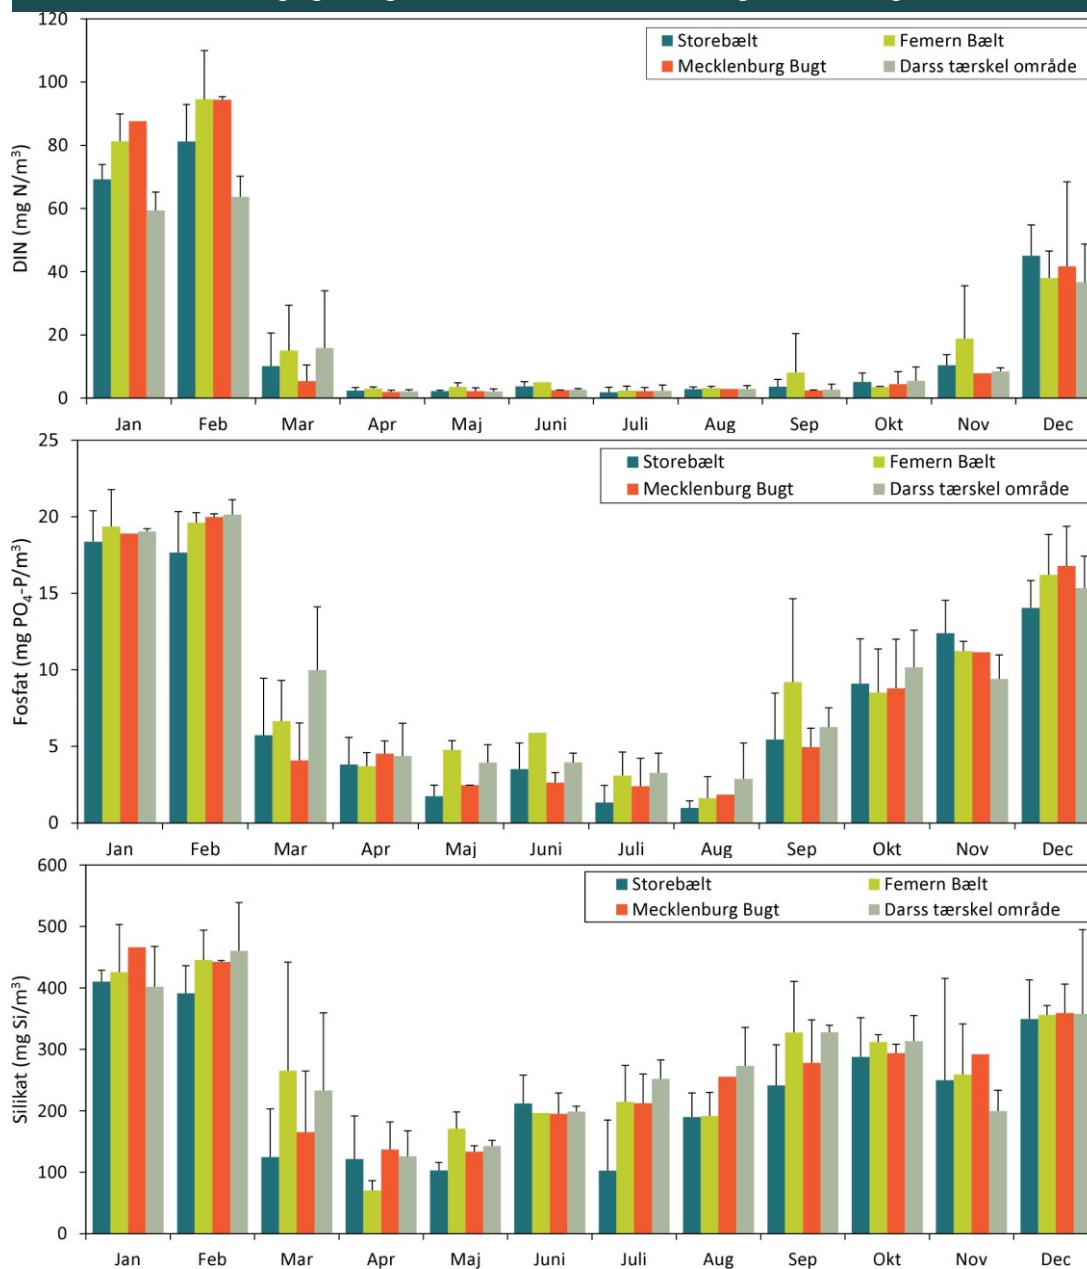 Storebælt Femern Bælt
Mecklenburg Bugt Darss tærskel område
DIN (mg N/m³)
120
100
80
60
40
20
0
Jan Feb Mar Apr Maj Juni Juli Aug Sep Okt Nov Dec
Storebælt Femern Bælt
Mecklenburg Bugt Darss tærskel område
Fosfat (mg PO₄-P/m³)
25
20
15
10
5
0
Jan Feb Mar Apr Maj Juni Juli Aug Sep Okt Nov Dec
Storebælt Femern Bælt
Mecklenburg Bugt Darss tærskel område
Silikat (mg Si/m³)
600
500
400
300
200
100
0
Jan Feb Mar Apr Maj Juni Juli Aug Sep Okt Nov Dec